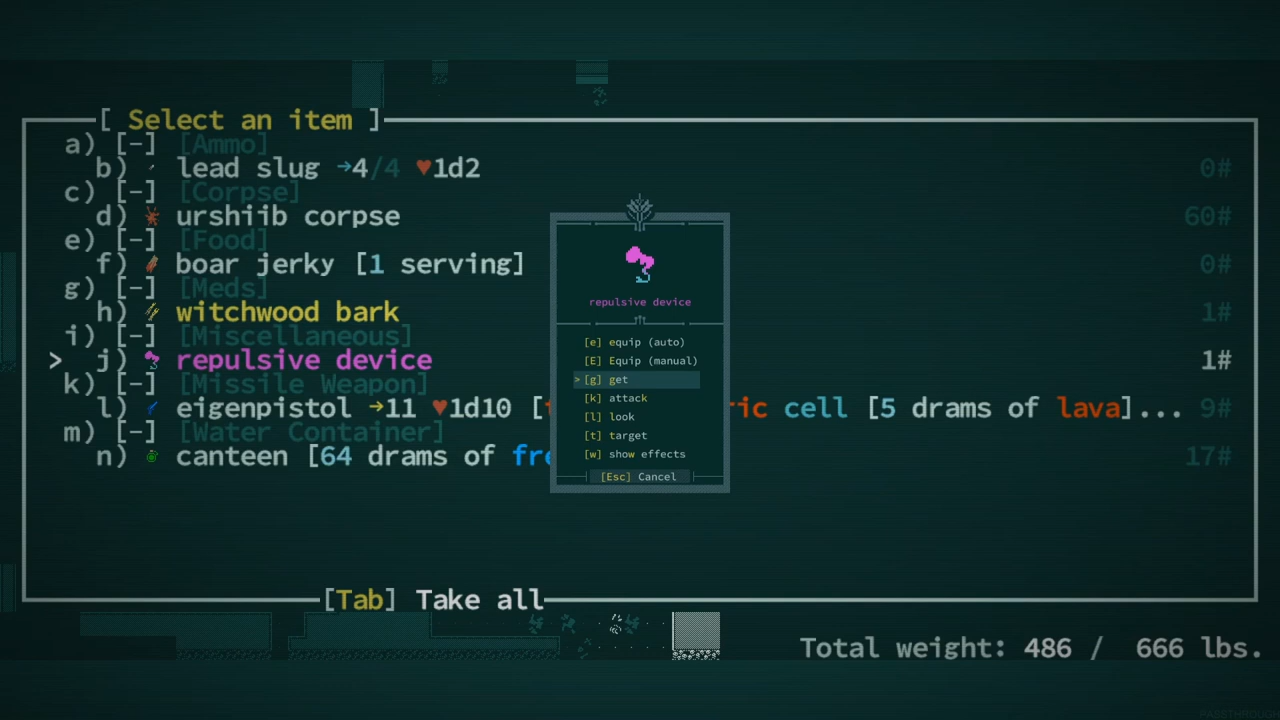 [ Select an item ]
a) [-] [Ammo]
b) lead slug →4/4 ♥1d2 0#
c) [-] [Corpse]
d) urshiib corpse 60#
e) [-] [Food]
f) boar jerky [1 serving] 0#
g) [-] [Meds]
h) witchwood bark 1#
i) [-] [Miscellaneous]
> j) repulsive device 1#
k) [-] [Missile Weapon]
l) eigenpistol →11 ♥1d10 [ cell [5 drams of lava]... 9#
m) [-] [Water Container]
n) canteen [64 drams of 17#
[Tab] Take all
Total weight: 486 / 666 lbs.
repulsive device
[e] equip (auto)
[E] Equip (manual)
> [g] get
[k] attack
[l] look
[t] target
[w] show effects
[Esc] Cancel